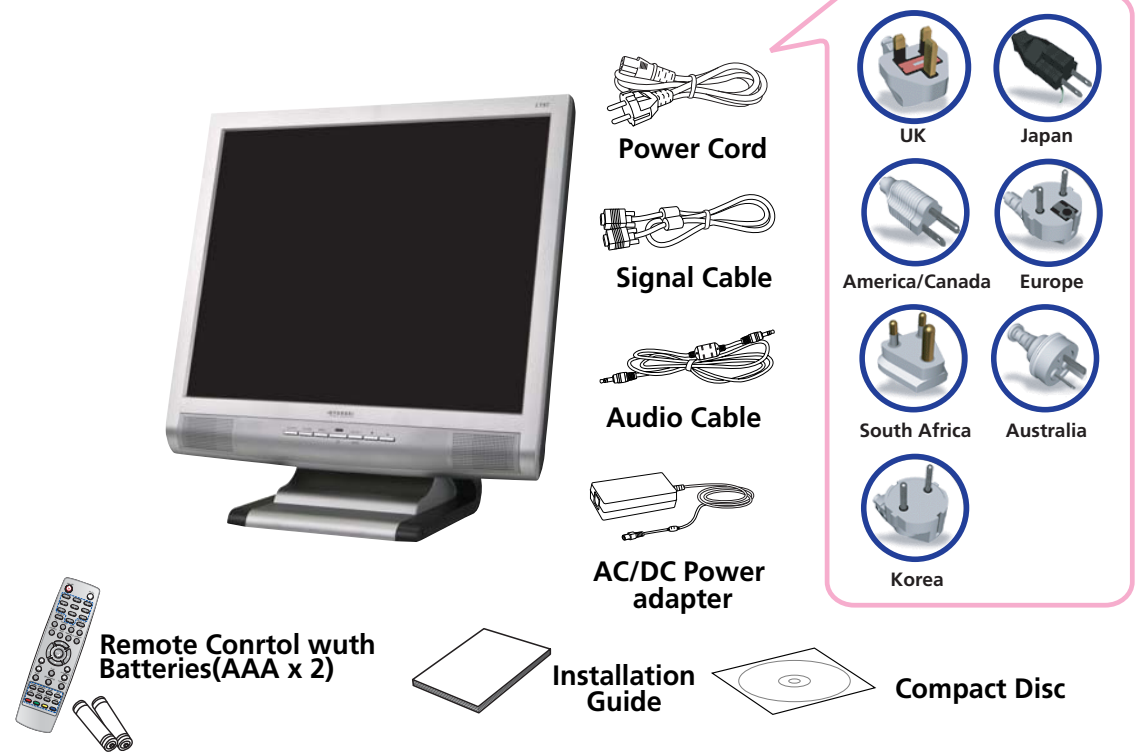 Power Cord
Signal Cable
Audio Cable
AC/DC Power
adapter
UK
Japan
America/Canada
Europe
South Africa
Australia
Korea
Remote Conrtol wuth
Batteries(AAA x 2)
Installation
Guide
Compact Disc